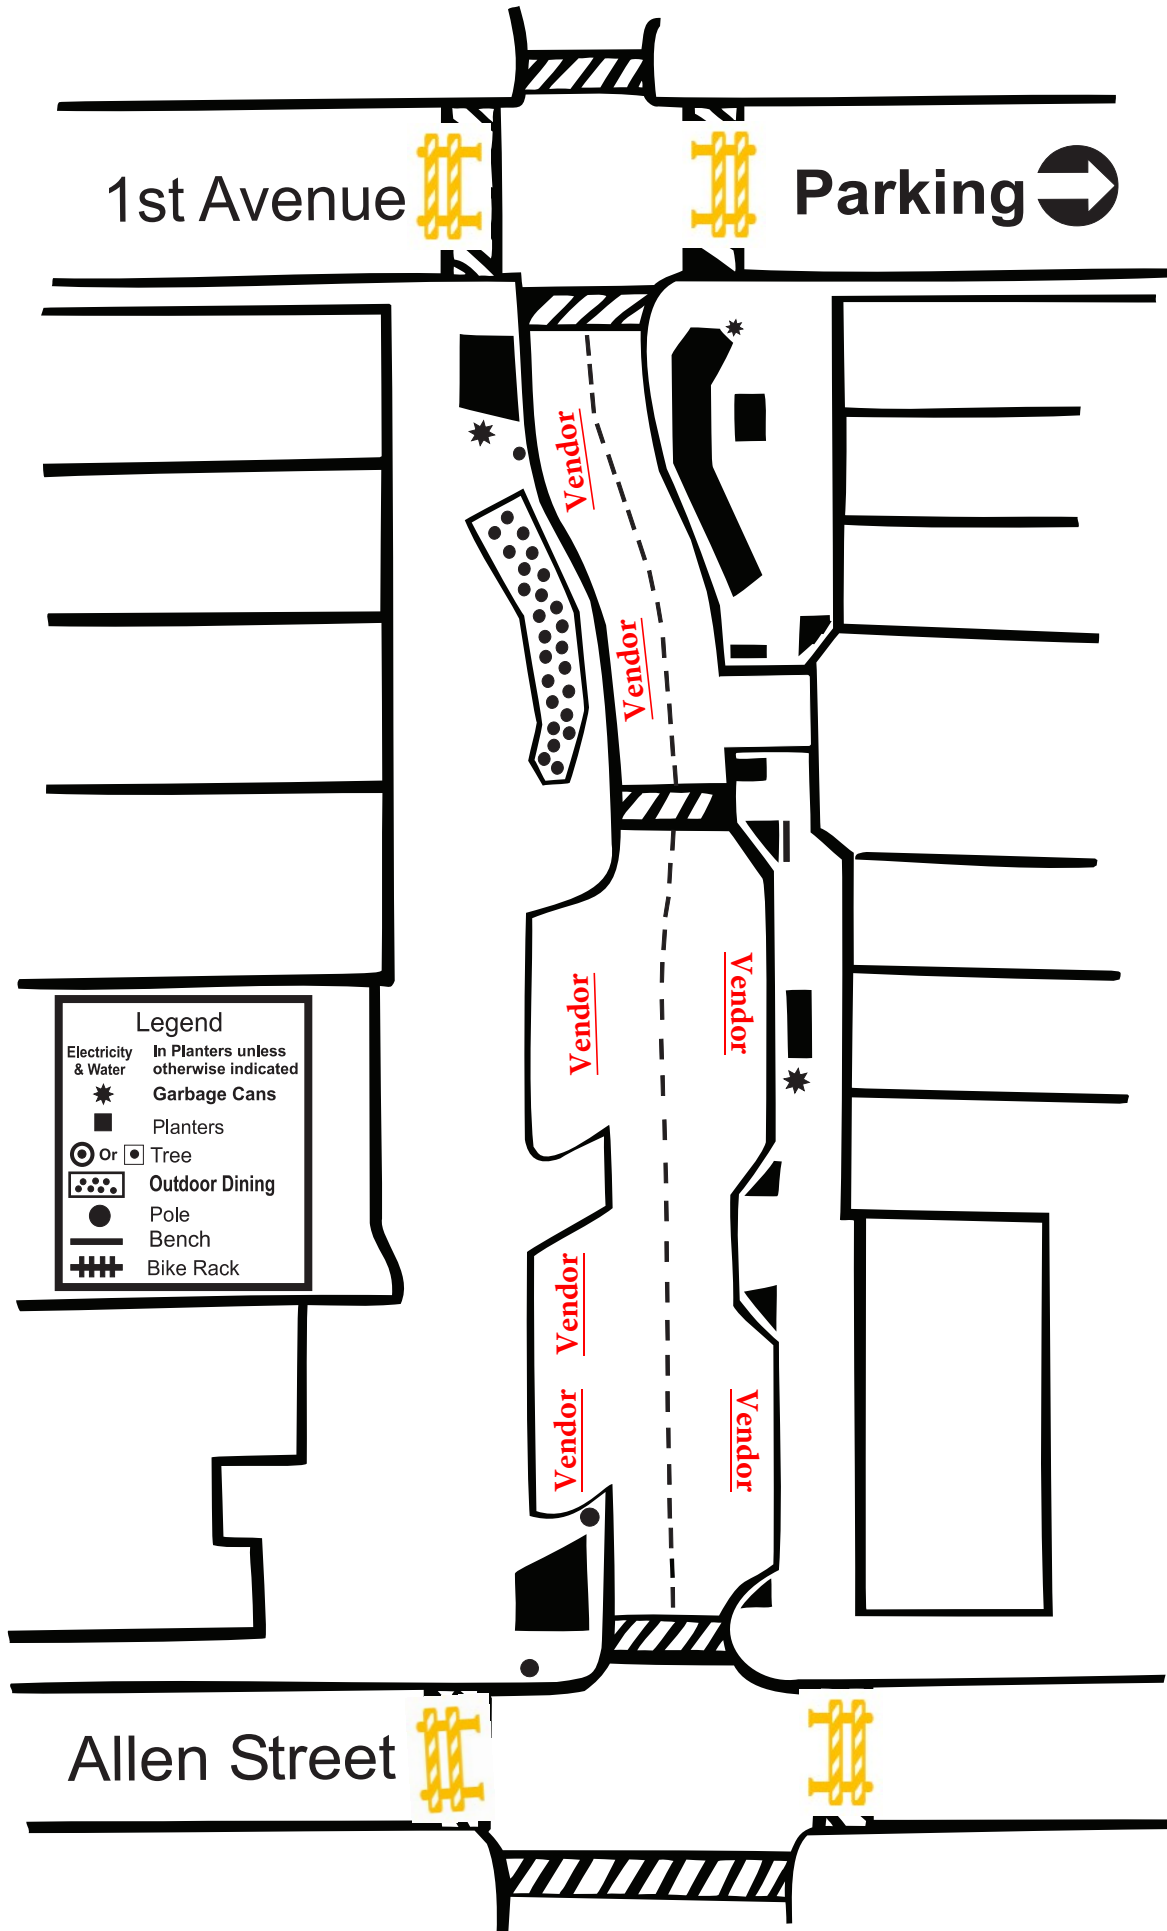 1st Avenue
Parking
Vendor
Vendor
Vendor
Vendor
Legend
Electricity & Water
In Planters unless otherwise indicated
Garbage Cans
Planters
Or
Tree
Outdoor Dining
Pole
Bench
Bike Rack
Vendor
Vendor
Vendor
Allen Street